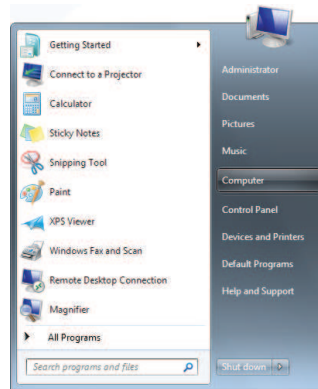 Getting Started
Connect to a Projector
Calculator
Sticky Notes
Snipping Tool
Paint
XPS Viewer
Windows Fax and Scan
Remote Desktop Connection
Magnifier
All Programs
Search programs and files
Administrator
Documents
Pictures
Music
Computer
Control Panel
Devices and Printers
Default Programs
Help and Support
Shut down